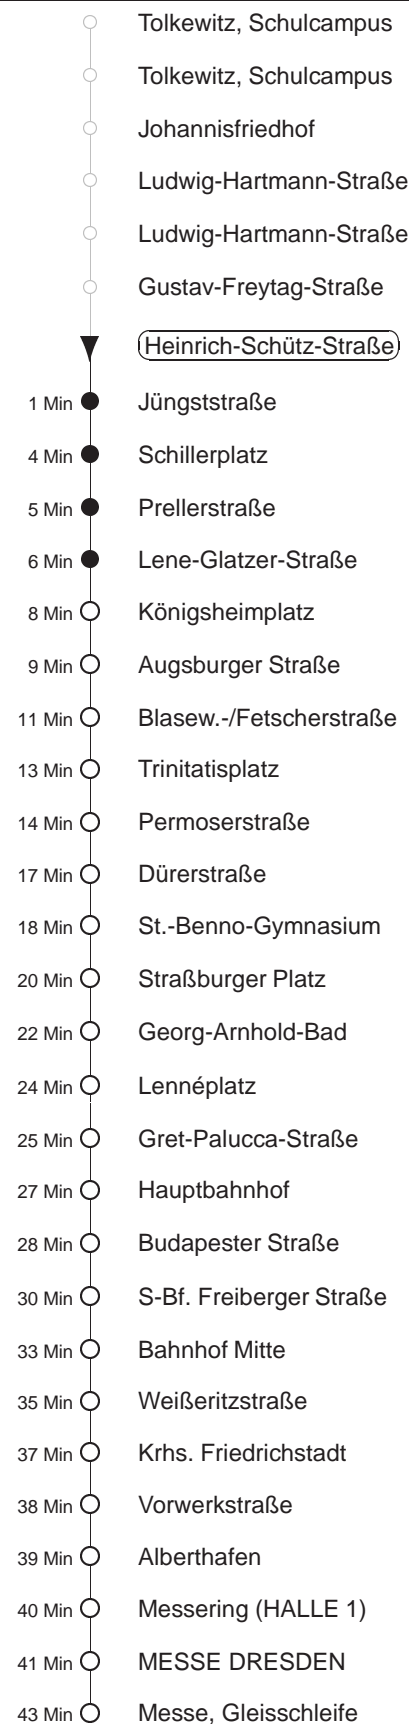 Tolkewitz, Schulcampus
Tolkewitz, Schulcampus
Johannisfriedhof
Ludwig-Hartmann-Straße
Ludwig-Hartmann-Straße
Gustav-Freytag-Straße
Heinrich-Schütz-Straße
1 Min Jüngststraße
4 Min Schillerplatz
5 Min Prellerstraße
6 Min Lene-Glatzer-Straße
8 Min Königsheimplatz
9 Min Augsburger Straße
11 Min Blasew.-/Fetscherstraße
13 Min Trinitatisplatz
14 Min Permoserstraße
17 Min Dürerstraße
18 Min St.-Benno-Gymnasium
20 Min Straßburger Platz
22 Min Georg-Arnhold-Bad
24 Min Lennéplatz
25 Min Gret-Palucca-Straße
27 Min Hauptbahnhof
28 Min Budapester Straße
30 Min S-Bf. Freiberger Straße
33 Min Bahnhof Mitte
35 Min Weißeritzstraße
37 Min Krhs. Friedrichstadt
38 Min Vorwerkstraße
39 Min Alberthafen
40 Min Messering (HALLE 1)
41 Min MESSE DRESDEN
43 Min Messe, Gleisschleife